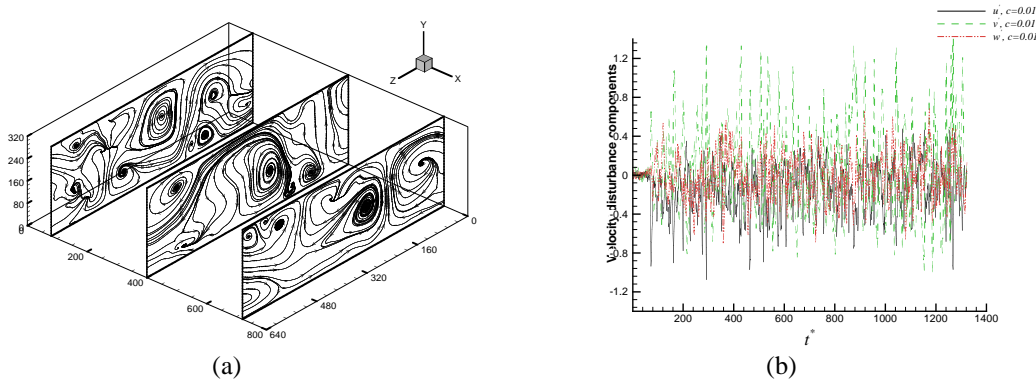 u', c=0.01
v', c=0.01
w', c=0.01
Y
Z
X
320
240
160
80
0
0
200
400
600
800
640
480
320
160
0
1.2
0.8
0.4
0
-0.4
-0.8
-1.2
Velocity disturbance components
200
400
600
800
1000
1200
1400
t*
(a)
(b)